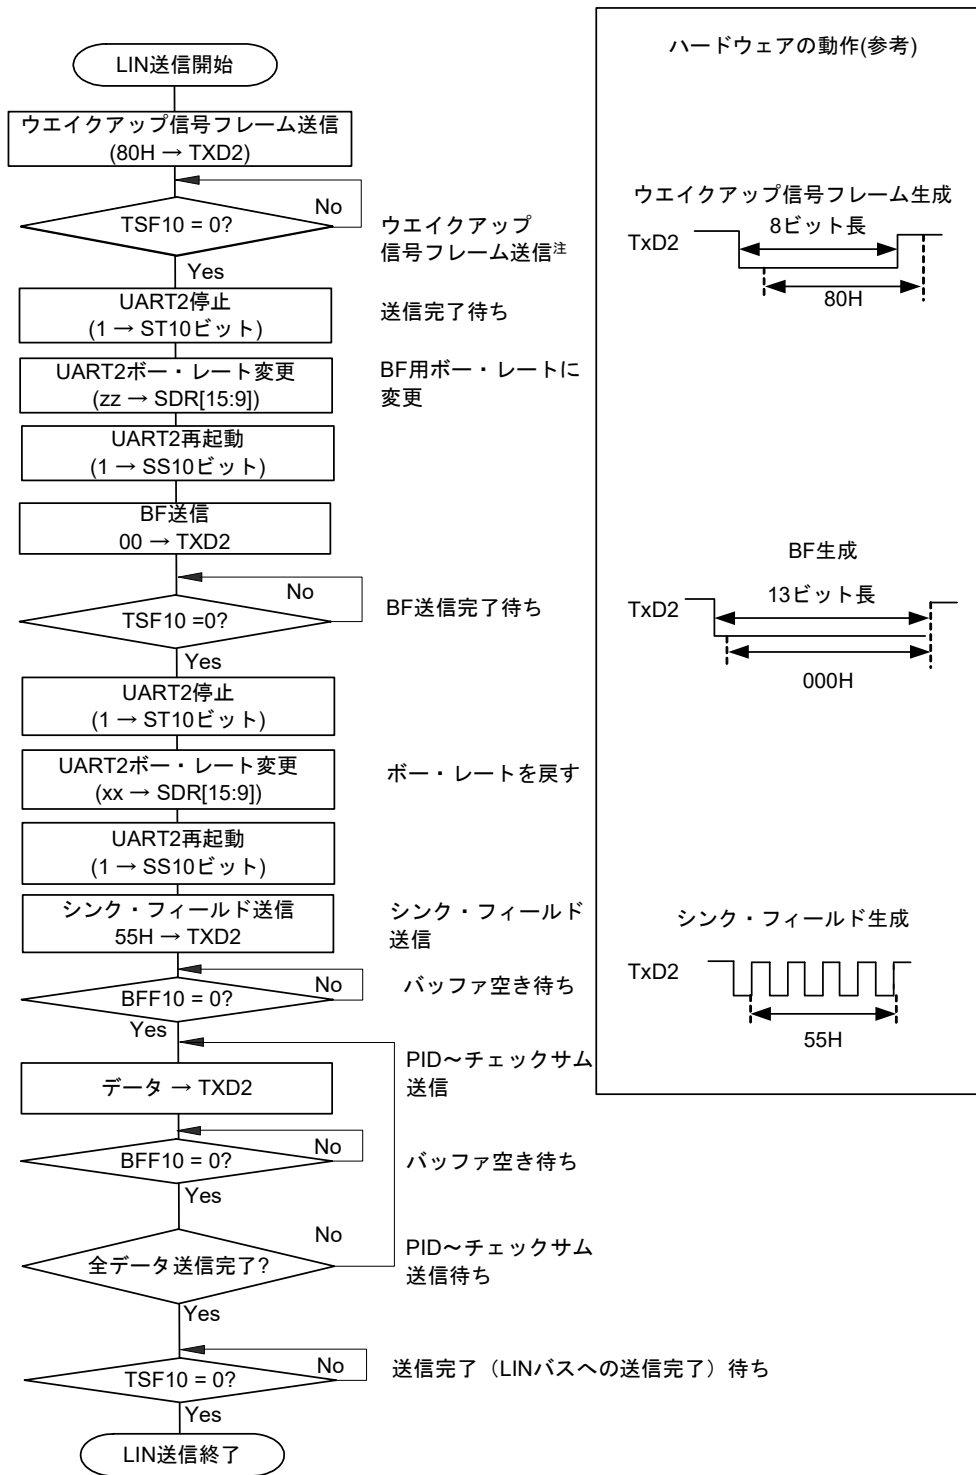 LIN送信開始
ウエイクアップ信号フレーム送信
(80H → TXD2)
No
TSF10 = 0?
ウエイクアップ
信号フレーム送信注
Yes
UART2停止
(1 → ST10ビット)
送信完了待ち
UART2ボー・レート変更
(zz → SDR[15:9])
BF用ボー・レートに
変更
UART2再起動
(1 → SS10ビット)
BF送信
00 → TXD2
No
TSF10 =0?
BF送信完了待ち
Yes
UART2停止
(1 → ST10ビット)
UART2ボー・レート変更
(xx → SDR[15:9])
ボー・レートを戻す
UART2再起動
(1 → SS10ビット)
シンク・フィールド送信
55H → TXD2
シンク・フィールド
送信
No
BFF10 = 0?
バッファ空き待ち
Yes
PID～チェックサム
送信
データ → TXD2
No
BFF10 = 0?
バッファ空き待ち
Yes
No
全データ送信完了?
PID～チェックサム
送信待ち
Yes
No
TSF10 = 0?
送信完了（LINバスへの送信完了）待ち
Yes
LIN送信終了
ハードウェアの動作(参考)
ウエイクアップ信号フレーム生成
8ビット長
TxD2
80H
BF生成
13ビット長
TxD2
000H
シンク・フィールド生成
TxD2
55H